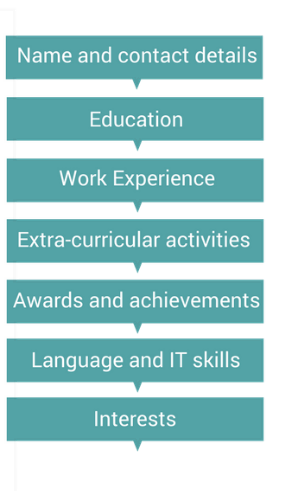 Name and contact details
Education
Work Experience
Extra-curricular activities
Awards and achievements
Language and IT skills
Interests